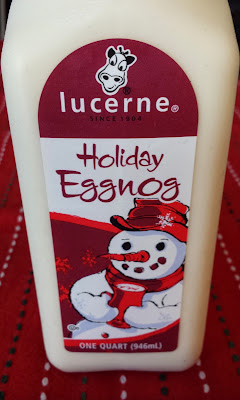 lucerne®
SINCE 1904
Holiday
Eggnog
ONE QUART (946mL)